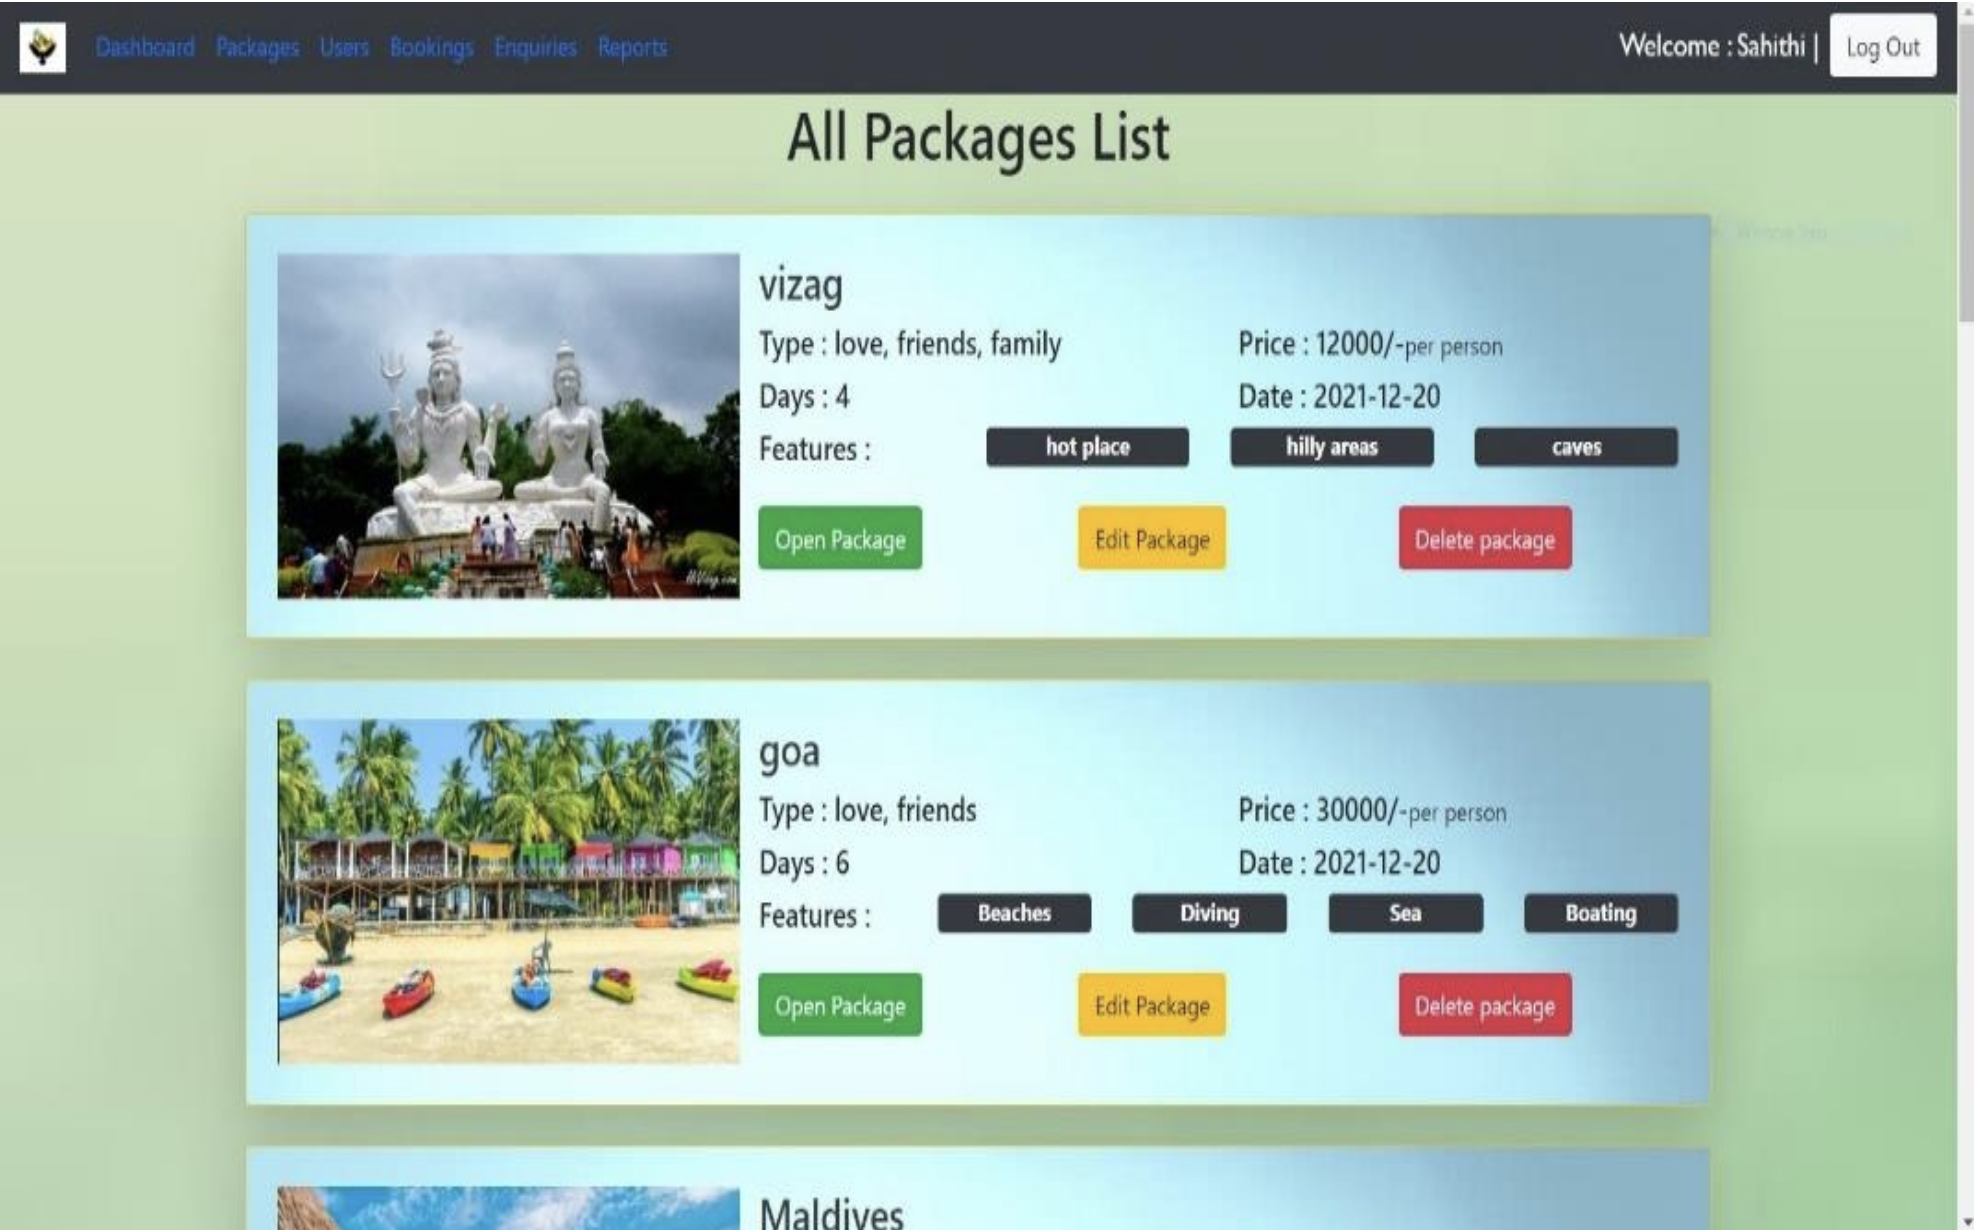 Dashboard Packages Users Bookings Enquiries Reports Welcome : Sahithi | Log Out
All Packages List
vizag
Type : love, friends, family Price : 12000/-per person
Days : 4 Date : 2021-12-20
Features : hot place hilly areas caves
Open Package Edit Package Delete package
goa
Type : love, friends Price : 30000/-per person
Days : 6 Date : 2021-12-20
Features : Beaches Diving Sea Boating
Open Package Edit Package Delete package
Maldives